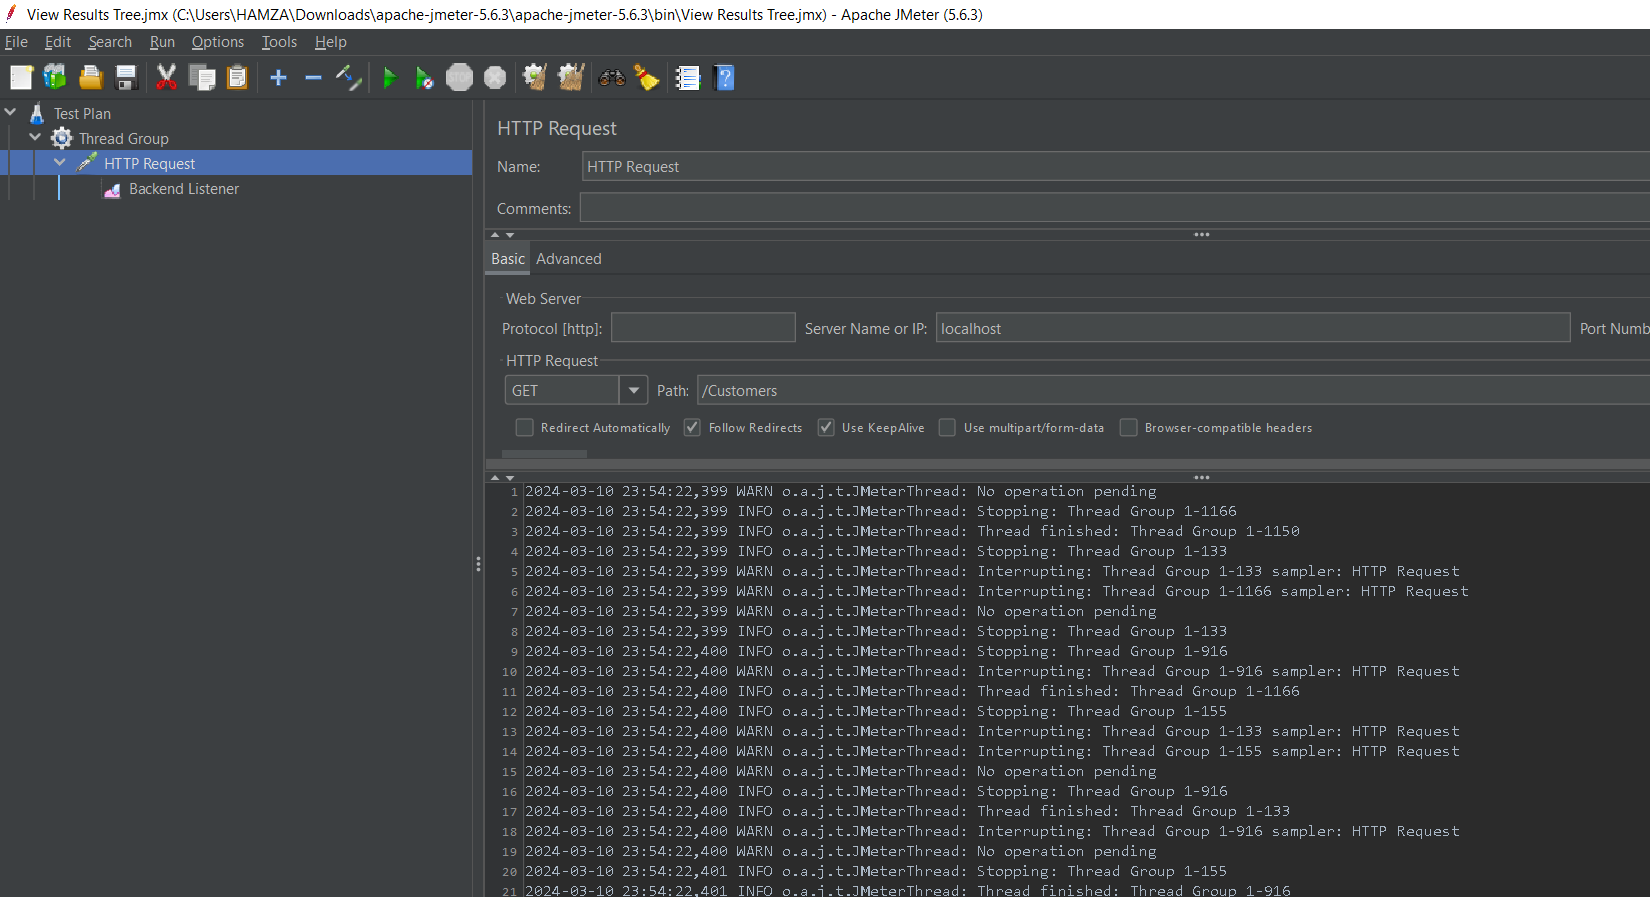 View Results Tree.jmx (C:\Users\HAMZA\Downloads\apache-jmeter-5.6.3\apache-jmeter-5.6.3\bin\View Results Tree.jmx) - Apache JMeter (5.6.3)
File Edit Search Run Options Tools Help
STOP
Test Plan
Thread Group
HTTP Request
Backend Listener
HTTP Request
Name: HTTP Request
Comments:
Basic Advanced
Web Server
Protocol [http]: Server Name or IP: localhost Port Numb
HTTP Request
GET Path: /Customers
Redirect Automatically Follow Redirects Use KeepAlive Use multipart/form-data Browser-compatible headers
1 2024-03-10 23:54:22,399 WARN o.a.j.t.JMeterThread: No operation pending
2 2024-03-10 23:54:22,399 INFO o.a.j.t.JMeterThread: Stopping: Thread Group 1-1166
3 2024-03-10 23:54:22,399 INFO o.a.j.t.JMeterThread: Thread finished: Thread Group 1-1150
4 2024-03-10 23:54:22,399 INFO o.a.j.t.JMeterThread: Stopping: Thread Group 1-133
5 2024-03-10 23:54:22,399 WARN o.a.j.t.JMeterThread: Interrupting: Thread Group 1-133 sampler: HTTP Request
6 2024-03-10 23:54:22,399 WARN o.a.j.t.JMeterThread: Interrupting: Thread Group 1-1166 sampler: HTTP Request
7 2024-03-10 23:54:22,399 WARN o.a.j.t.JMeterThread: No operation pending
8 2024-03-10 23:54:22,399 INFO o.a.j.t.JMeterThread: Stopping: Thread Group 1-133
9 2024-03-10 23:54:22,400 INFO o.a.j.t.JMeterThread: Stopping: Thread Group 1-916
10 2024-03-10 23:54:22,400 WARN o.a.j.t.JMeterThread: Interrupting: Thread Group 1-916 sampler: HTTP Request
11 2024-03-10 23:54:22,400 INFO o.a.j.t.JMeterThread: Thread finished: Thread Group 1-1166
12 2024-03-10 23:54:22,400 INFO o.a.j.t.JMeterThread: Stopping: Thread Group 1-155
13 2024-03-10 23:54:22,400 WARN o.a.j.t.JMeterThread: Interrupting: Thread Group 1-133 sampler: HTTP Request
14 2024-03-10 23:54:22,400 WARN o.a.j.t.JMeterThread: Interrupting: Thread Group 1-155 sampler: HTTP Request
15 2024-03-10 23:54:22,400 WARN o.a.j.t.JMeterThread: No operation pending
16 2024-03-10 23:54:22,400 INFO o.a.j.t.JMeterThread: Stopping: Thread Group 1-916
17 2024-03-10 23:54:22,400 INFO o.a.j.t.JMeterThread: Thread finished: Thread Group 1-133
18 2024-03-10 23:54:22,400 WARN o.a.j.t.JMeterThread: Interrupting: Thread Group 1-916 sampler: HTTP Request
19 2024-03-10 23:54:22,400 WARN o.a.j.t.JMeterThread: No operation pending
20 2024-03-10 23:54:22,401 INFO o.a.j.t.JMeterThread: Stopping: Thread Group 1-155
21 2024-03-10 23:54:22,401 INFO o.a.j.t.JMeterThread: Thread finished: Thread Group 1-916